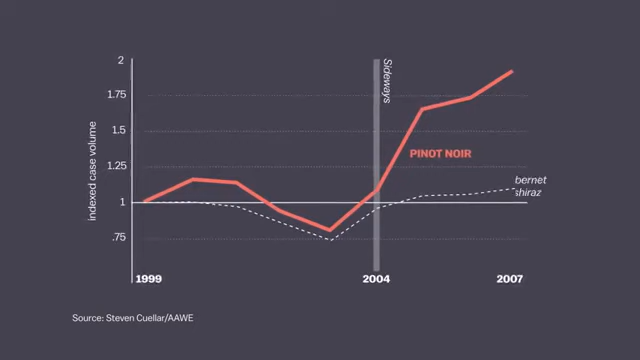 2
1.75
1.5
1.25
1
.75
indexed case volume
Sideways
PINOT NOIR
bernet
shiraz
1999
2004
2007
Source: Steven Cuellar/AAWE